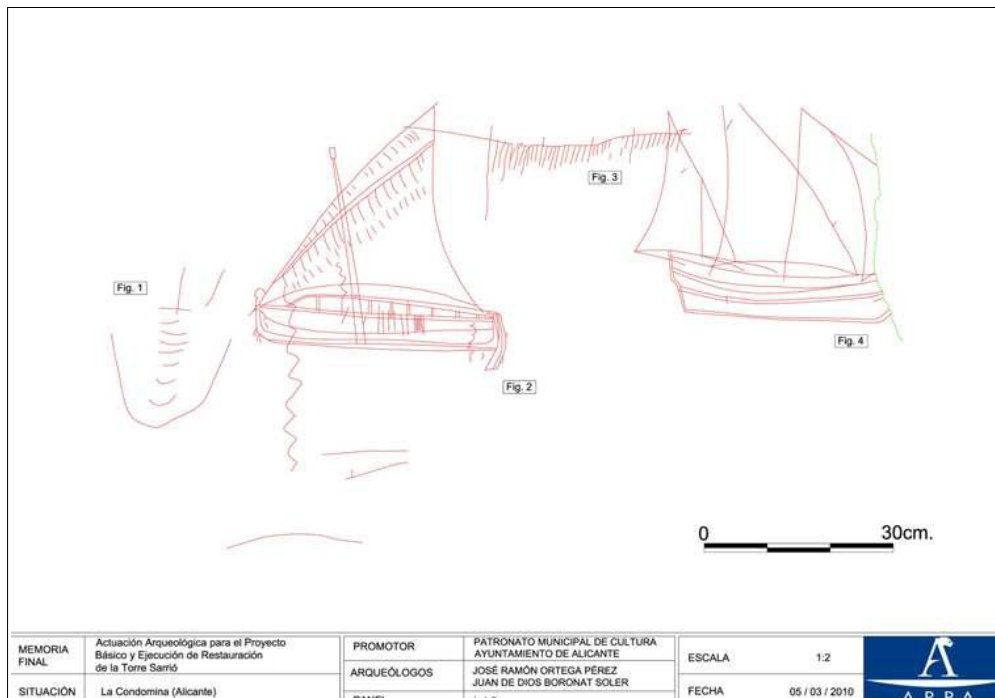 Fig. 3
Fig. 1
Fig. 4
Fig. 2
0 30cm.
MEMORIA FINAL
Actuación Arqueológica para el Proyecto
Básico y Ejecución de Restauración
de la Torre Sarrió
SITUACIÓN
La Condomina (Alicante)
PROMOTOR
PATRONATO MUNICIPAL DE CULTURA
AYUNTAMIENTO DE ALICANTE
ARQUEÓLOGOS
JOSÉ RAMÓN ORTEGA PÉREZ
JUAN DE DIOS BORONAT SOLER
PANEL
ESCALA
1:2
FECHA
05 / 03 / 2010
A R P A